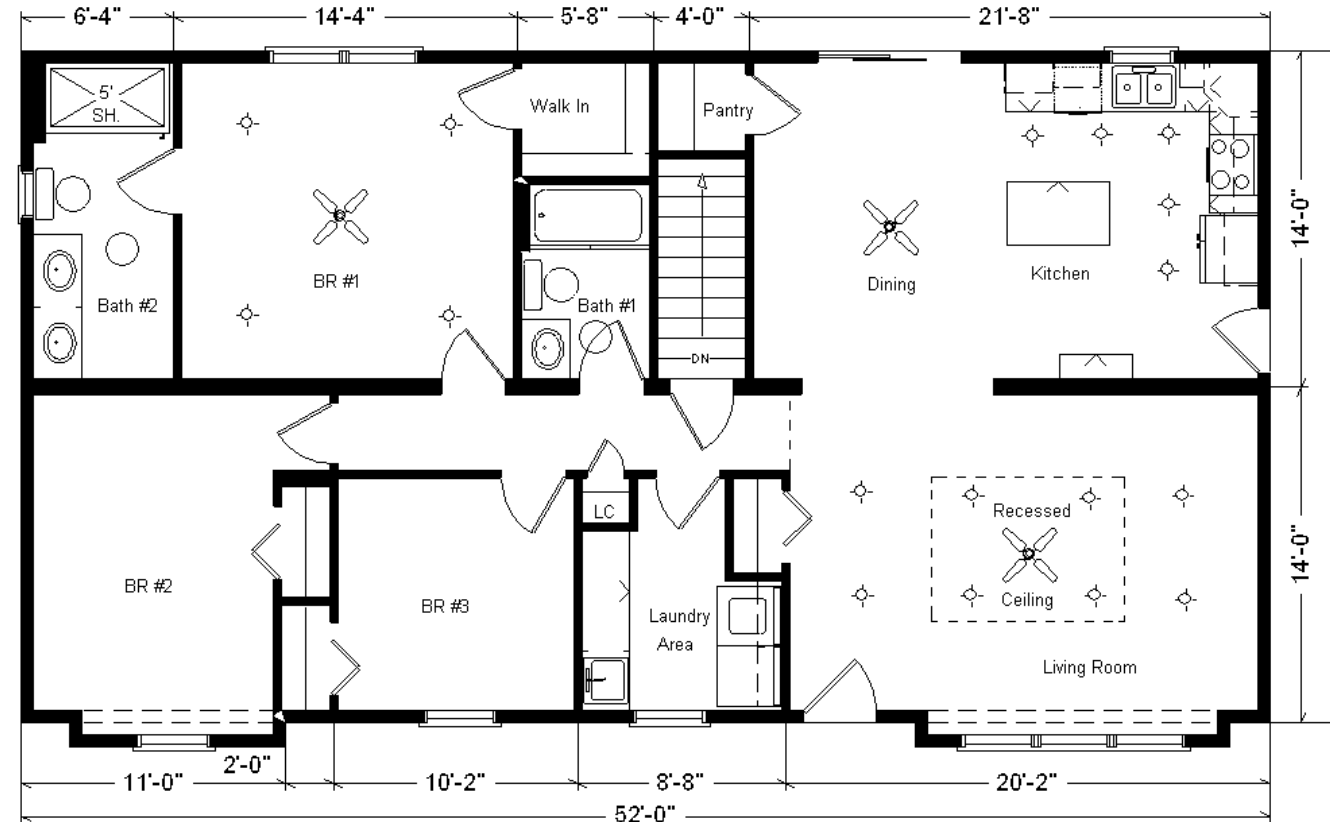 6'-4"
14'-4"
5'-8"
4'-0"
21'-8"
5'
SH.
Walk In
Pantry
14'-0"
Bath #2
BR #1
Bath #1
Dining
Kitchen
DN
BR #2
BR #3
LC
Laundry
Area
Recessed
Ceiling
Living Room
14'-0"
2'-0"
11'-0"
10'-2"
8'-8"
20'-2"
52'-0"